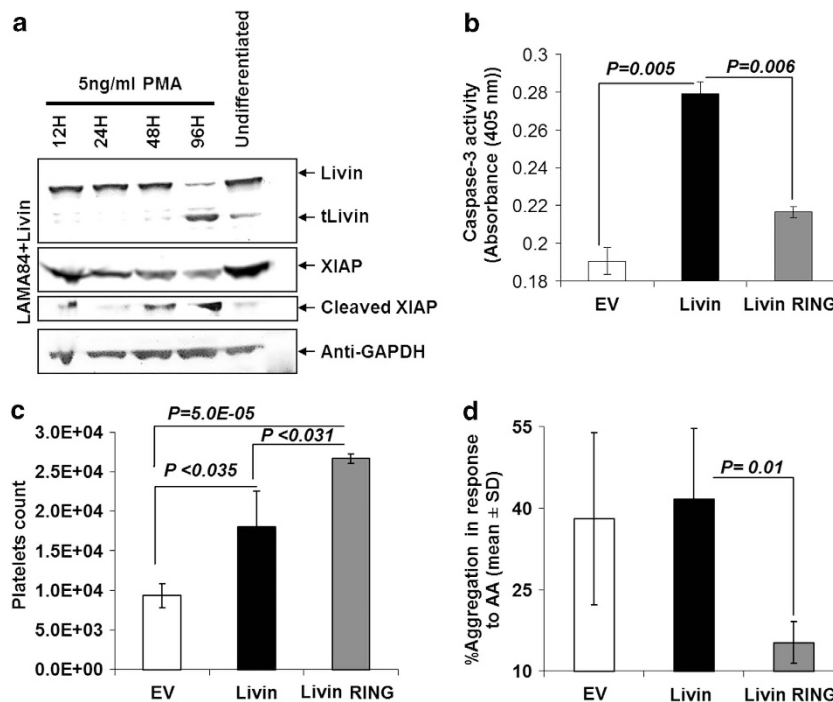 a
5ng/ml PMA
12H
24H
48H
96H
Undifferentiated
LAMA84+Livin
Livin
tLivin
XIAP
Cleaved XIAP
Anti-GAPDH
b
Caspase-3 activity
(Absorbance (405 nm))
0.3
0.28
0.26
0.24
0.22
0.2
0.18
P=0.005
P=0.006
EV
Livin
Livin RING
c
Platelets count
3.0E+04
2.5E+04
2.0E+04
1.5E+04
1.0E+04
5.0E+03
0.0E+00
P=5.0E-05
P <0.031
P <0.035
EV
Livin
Livin RING
d
%Aggregation in response
to AA (mean ± SD)
55
40
25
10
P= 0.01
EV
Livin
Livin RING